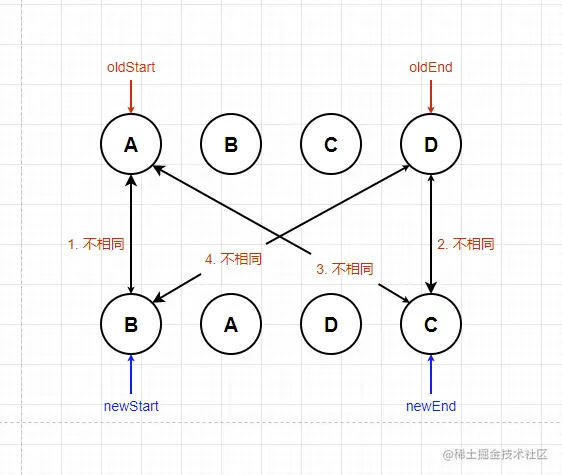 oldStart
oldEnd
A
B
C
D
1. 不相同
4. 不相同
3. 不相同
2. 不相同
B
A
D
C
newStart
newEnd
@稀土掘金技术社区